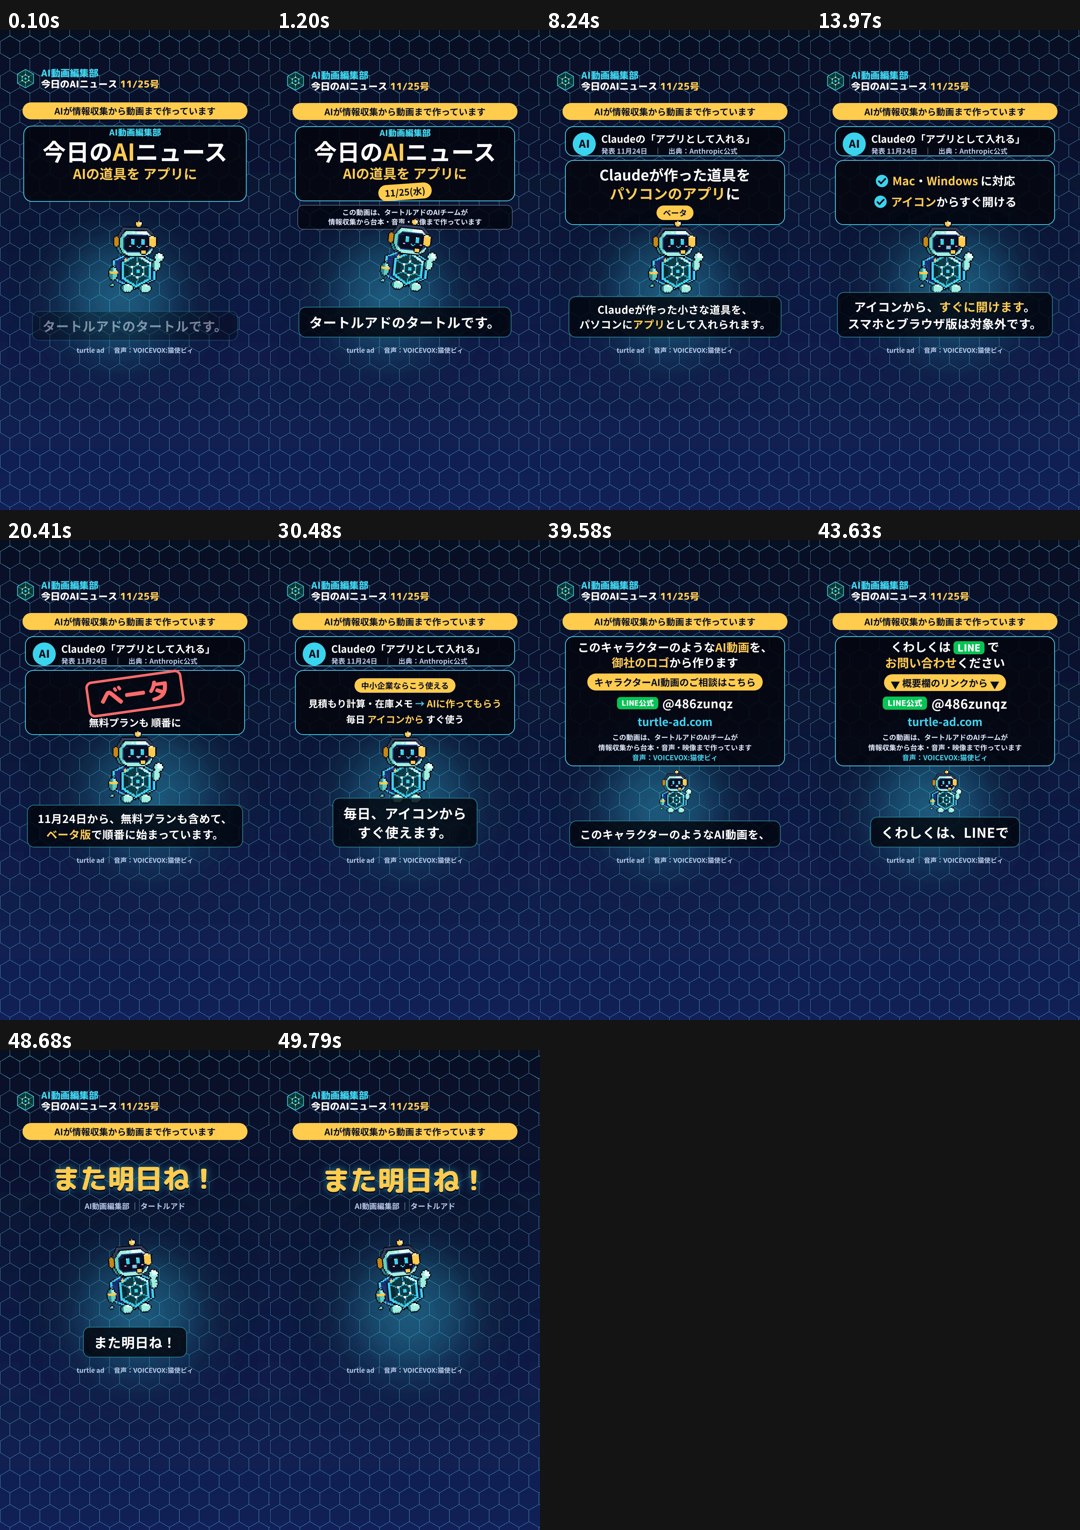 0.10s
AI動画編集部
今日のAIニュース 11/25号
AIが情報収集から動画まで作っています
AI動画編集部
今日のAIニュース
AIの道具を アプリに
タートルアドのタートルです。
turtle ad | 音声：VOICEVOX:猫使ビィ
1.20s
AI動画編集部
今日のAIニュース 11/25号
AIが情報収集から動画まで作っています
AI動画編集部
今日のAIニュース
AIの道具を アプリに
11/25(水)
この動画は、タートルアドのAIチームが
情報収集から台本・音声・映像まで作っています
タートルアドのタートルです。
turtle ad | 音声：VOICEVOX:猫使ビィ
8.24s
AI動画編集部
今日のAIニュース 11/25号
AIが情報収集から動画まで作っています
AI
Claudeの「アプリとして入れる」
発表 11月24日 | 出典：Anthropic公式
Claudeが作った道具を
パソコンのアプリに
ベータ
Claudeが作った小さな道具を、
パソコンにアプリとして入れられます。
turtle ad | 音声：VOICEVOX:猫使ビィ
13.97s
AI動画編集部
今日のAIニュース 11/25号
AIが情報収集から動画まで作っています
AI
Claudeの「アプリとして入れる」
発表 11月24日 | 出典：Anthropic公式
Mac・Windows に対応
アイコンからすぐ開ける
アイコンから、すぐに開けます。
スマホとブラウザ版は対象外です。
turtle ad | 音声：VOICEVOX:猫使ビィ
20.41s
AI動画編集部
今日のAIニュース 11/25号
AIが情報収集から動画まで作っています
AI
Claudeの「アプリとして入れる」
発表 11月24日 | 出典：Anthropic公式
ベータ
無料プランも 順番に
11月24日から、無料プランも含めて、
ベータ版で順番に始まっています。
turtle ad | 音声：VOICEVOX:猫使ビィ
30.48s
AI動画編集部
今日のAIニュース 11/25号
AIが情報収集から動画まで作っています
AI
Claudeの「アプリとして入れる」
発表 11月24日 | 出典：Anthropic公式
中小企業ならこう使える
見積もり計算・在庫メモ → AIに作ってもらう
毎日 アイコンから すぐ使う
毎日、アイコンから
すぐ使えます。
turtle ad | 音声：VOICEVOX:猫使ビィ
39.58s
AI動画編集部
今日のAIニュース 11/25号
AIが情報収集から動画まで作っています
このキャラクターのようなAI動画を、
御社のロゴから作ります
キャラクターAI動画のご相談はこちら
LINE公式 @486zunqz
turtle-ad.com
この動画は、タートルアドのAIチームが
情報収集から台本・音声・映像まで作っています
音声：VOICEVOX:猫使ビィ
このキャラクターのようなAI動画を、
turtle ad | 音声：VOICEVOX:猫使ビィ
43.63s
AI動画編集部
今日のAIニュース 11/25号
AIが情報収集から動画まで作っています
くわしくは LINE で
お問い合わせください
▼ 概要欄のリンクから ▼
LINE公式 @486zunqz
turtle-ad.com
この動画は、タートルアドのAIチームが
情報収集から台本・音声・映像まで作っています
音声：VOICEVOX:猫使ビィ
くわしくは、LINEで
turtle ad | 音声：VOICEVOX:猫使ビィ
48.68s
AI動画編集部
今日のAIニュース 11/25号
AIが情報収集から動画まで作っています
また明日ね！
AI動画編集部 | タートルアド
また明日ね！
turtle ad | 音声：VOICEVOX:猫使ビィ
49.79s
AI動画編集部
今日のAIニュース 11/25号
AIが情報収集から動画まで作っています
また明日ね！
AI動画編集部 | タートルアド
turtle ad | 音声：VOICEVOX:猫使ビィ